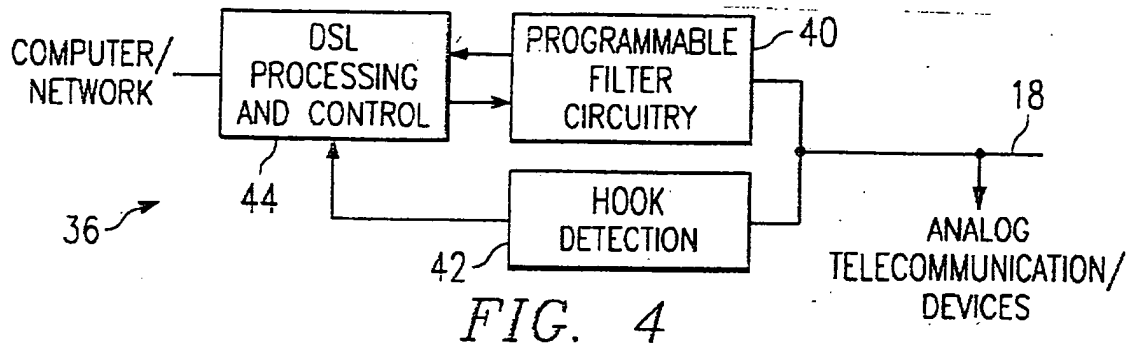 COMPUTER/
NETWORK
DSL
PROCESSING
AND CONTROL
44
PROGRAMMABLE
FILTER
CIRCUITRY
40
18
36
HOOK
DETECTION
42
ANALOG
TELECOMMUNICATION/
DEVICES
FIG. 4